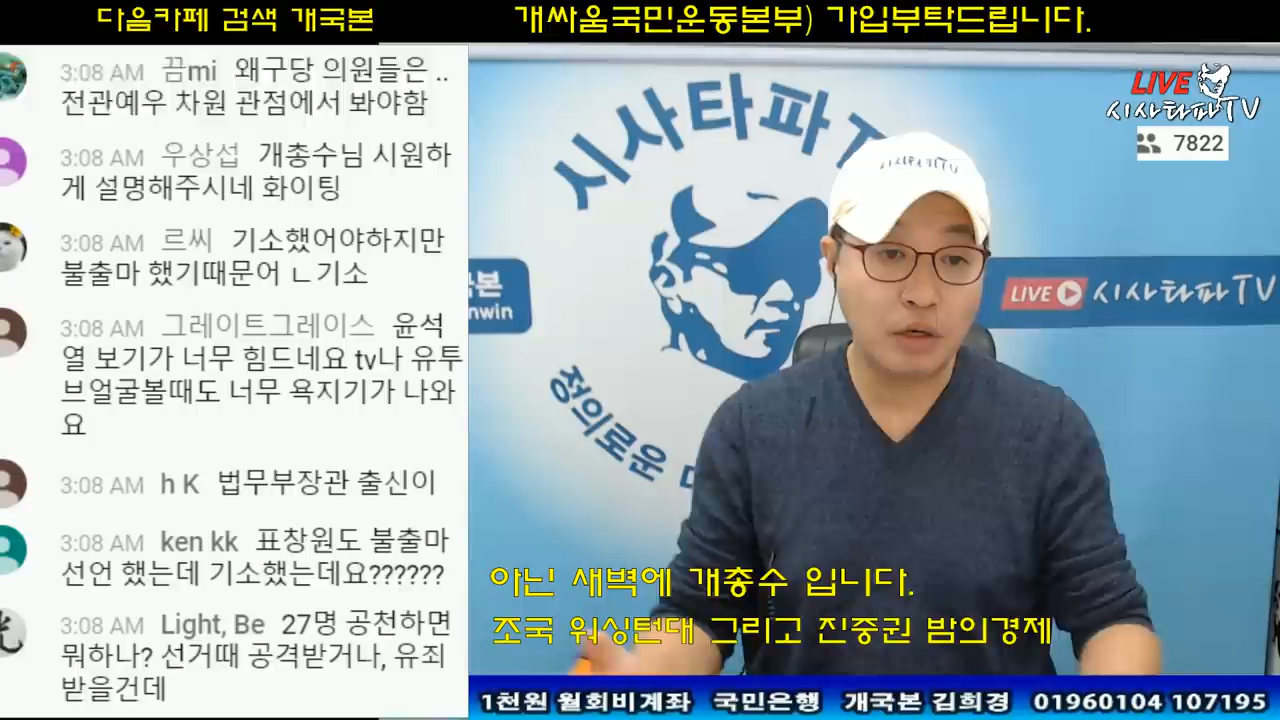 다음카페 검색 개국본
개싸움국민운동본부) 가입부탁드립니다.
3:08 AM 끔mi 왜구당 의원들은 ..
전관예우 차원 관점에서 봐야함
3:08 AM 우상섭 개총수님 시원하
게 설명해주시네 화이팅
3:08 AM 르씨 기소했어야하지만
불출마 했기때문어 ㄴ기소
3:08 AM 그레이트그레이스 윤석
열 보기가 너무 힘드네요 tv나 유투
브얼굴볼때도 너무 욕지기가 나와
요
3:08 AM h K 법무부장관 출신이
3:08 AM ken kk 표창원도 불출마
선언 했는데 기소했는데요??????
3:08 AM Light, Be 27명 공천하면
뭐하나? 선거때 공격받거나, 유죄
받을건데
시사타파T
정의로운
국본
nwin
시사타파TV
LIVE
시사타파TV
7822
LIVE 시사타파TV
아닌 새벽에 개총수 입니다.
조국 워싱턴대 그리고 진중권 밤의경제
1천원 월회비계좌 국민은행 개국본 김희경 01960104 107195